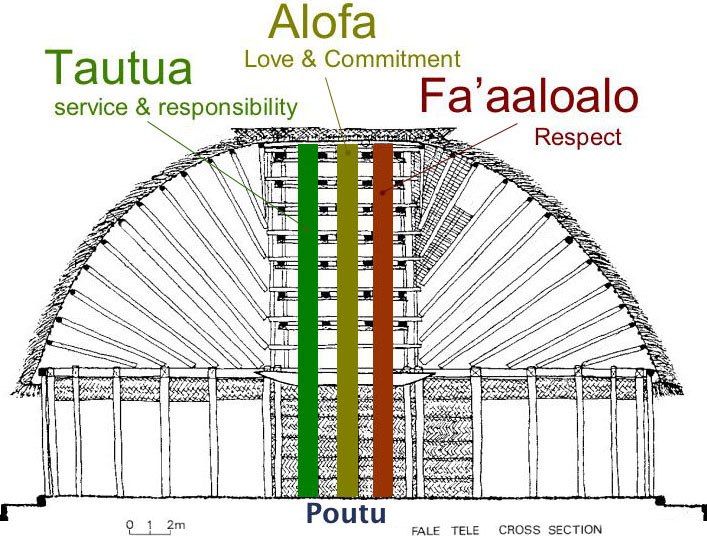 Alofa
Love & Commitment
Tautua
service & responsibility
Fa'aaloalo
Respect
Poutu
0 1 2m
FALE TELE CROSS SECTION